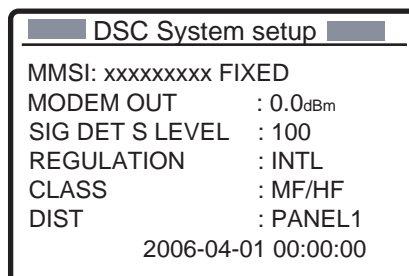 DSC System setup
MMSI: xxxxxxxxx FIXED
MODEM OUT : 0.0dBm
SIG DET S LEVEL : 100
REGULATION : INTL
CLASS : MF/HF
DIST : PANEL1
2006-04-01 00:00:00